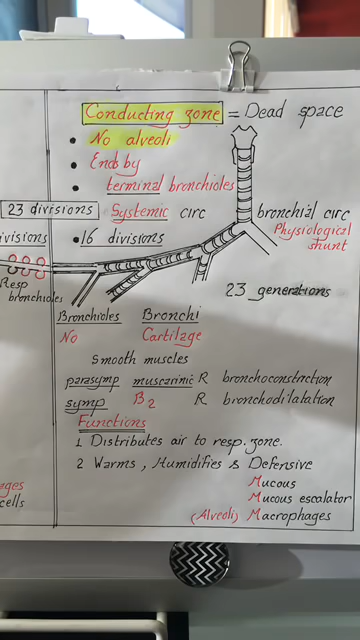 Conducting zone = Dead space
• No alveoli
• Ends by
• terminal bronchioles
23 divisions Systemic circ bronchial circ
Physiological shunt
ivisions • 16 divisions
Resp bronchioles
23 generations
Bronchioles Bronchi
No Cartilage
Smooth muscles
parasymp muscarinic R bronchoconstraction
symp B2 R bronchodilatation
Functions
1 Distributes air to resp. zone.
2 Warms, Humidifies & Defensive
Mucous
Mucous escalator
(Alveoli) Macrophages
ages
cells